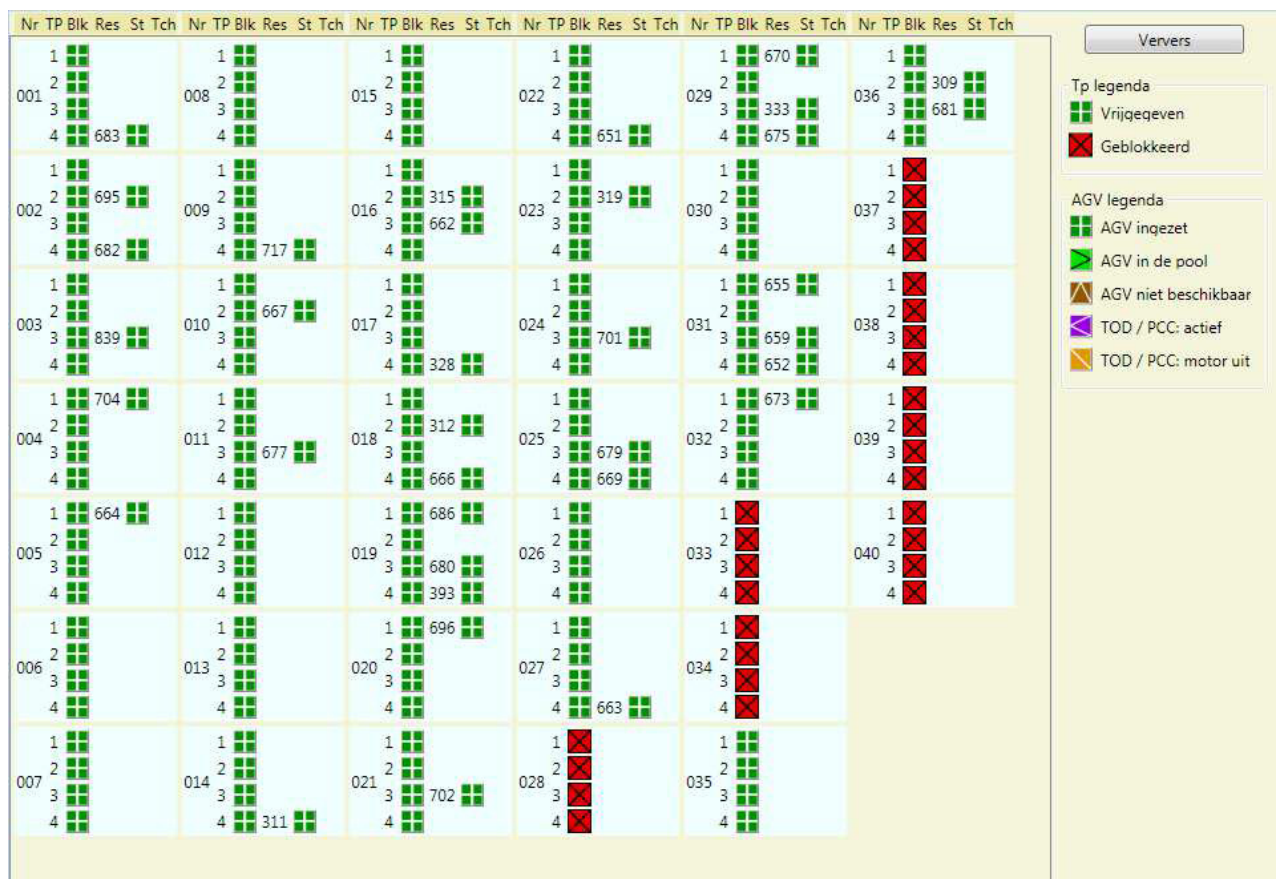 Nr TP Blk Res St Tch Nr TP Blk Res St Tch Nr TP Blk Res St Tch Nr TP Blk Res St Tch Nr TP Blk Res St Tch Nr TP Blk Res St Tch
1 1 1 1 1 670 1
001 2 008 2 015 2 022 2 029 2 036 2 309
3 3 3 3 3 333 3 681
4 683 4 4 4 651 4 675 4
1 1 1 1 1 1
002 2 695 009 2 016 2 315 023 2 319 030 2 037 2
3 3 3 662 3 3 3
4 682 4 717 4 4 4 4
1 1 1 1 1 655 1
003 2 010 2 667 017 2 024 2 031 2 038 2
3 839 3 3 3 701 3 659 3
4 4 4 328 4 4 652 4
1 704 1 1 1 1 673 1
004 2 011 2 018 2 312 025 2 032 2 039 2
3 3 677 3 3 679 3 3
4 4 4 666 4 669 4 4
1 664 1 1 686 1 1 1
005 2 012 2 019 2 026 2 033 2 040 2
3 3 3 680 3 3 3
4 4 4 393 4 4 4
1 1 1 696 1 1
006 2 013 2 020 2 027 2 034 2
3 3 3 3 3
4 4 4 4 663 4
1 1 1 1 1
007 2 014 2 021 2 028 2 035 2
3 3 3 702 3 3
4 4 311 4 4 4
Ververs
Tp legenda
Vrijgegeven
Geblokkeerd
AGV legenda
AGV ingezet
AGV in de pool
AGV niet beschikbaar
TOD / PCC: actief
TOD / PCC: motor uit